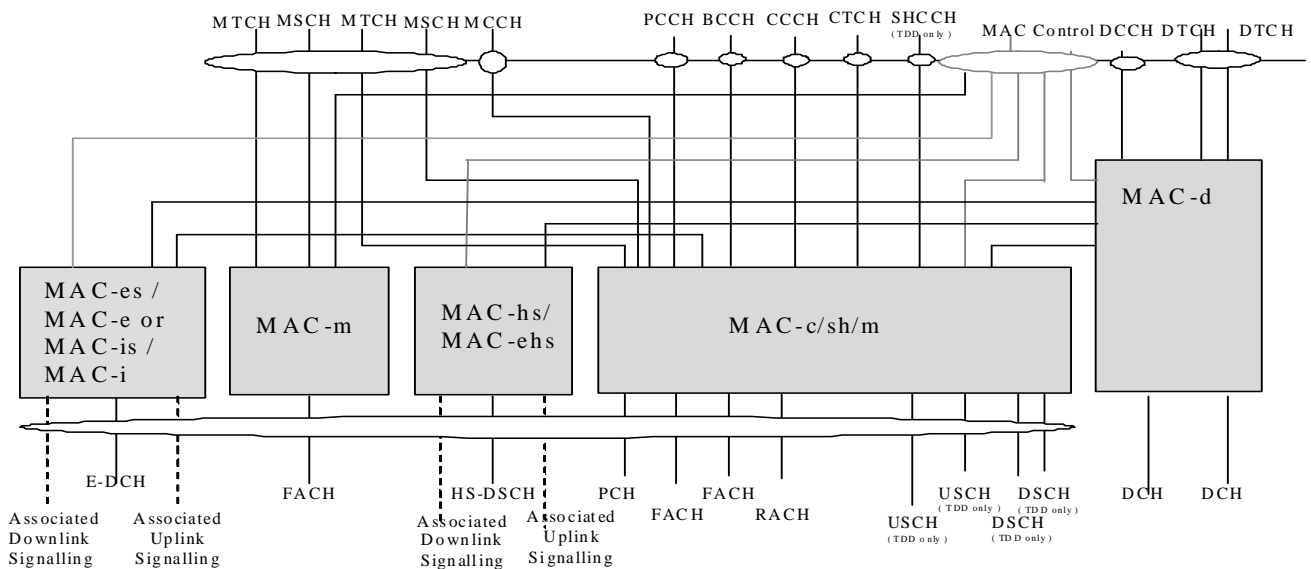 MTCH MSCH MTCH MSCH MCCH PCCH BCCH CCCH CTCH SHCCH MAC Control DCCH DTCH DTCH
(TDD only)
MAC-d
MAC-es /
MAC-e or
MAC-is /
MAC-i
MAC-m
MAC-hs/
MAC-ehs
MAC-c/sh/m
E-DCH
FACH
HS-DSCH
PCH
FACH
FACH
RACH
USCH
(TDD only)
USCH
(TDD only)
DSCH
(TDD only)
DSCH
(TDD only)
DCH
DCH
Associated
Downlink
Signalling
Associated
Uplink
Signalling
Associated
Downlink
Signalling
Associated
Uplink
Signalling